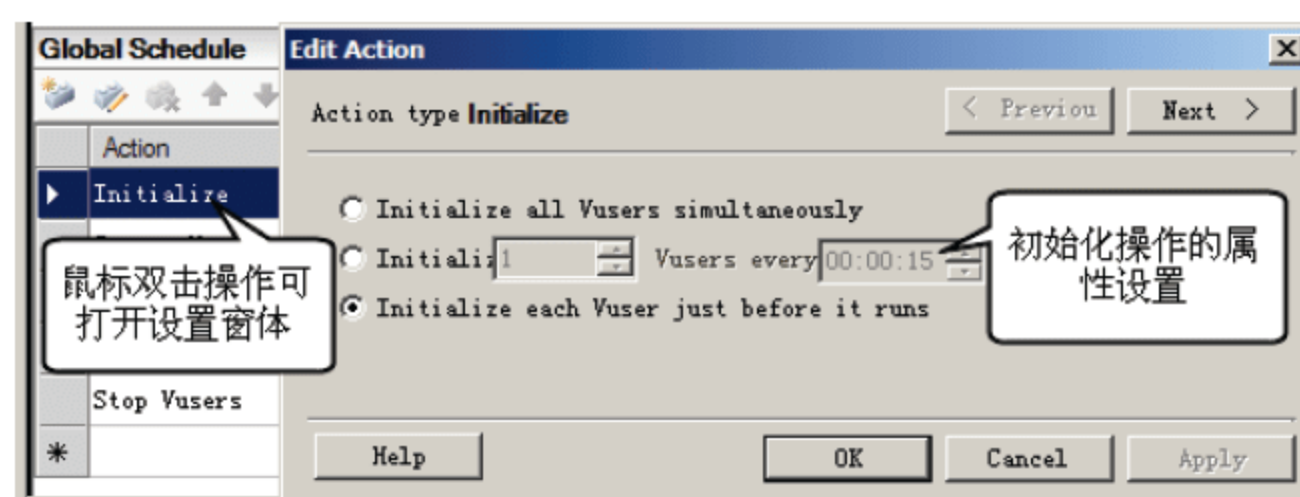 Global Schedule
Edit Action
Action type Initialize
< Previou
Next >
Action
Initialize
Initialize all Vusers simultaneously
Initiali
1
Vusers every
00:00:15
Initialize each Vuser just before it runs
鼠标双击操作可
打开设置窗体
初始化操作的属
性设置
Stop Vusers
*
Help
OK
Cancel
Apply